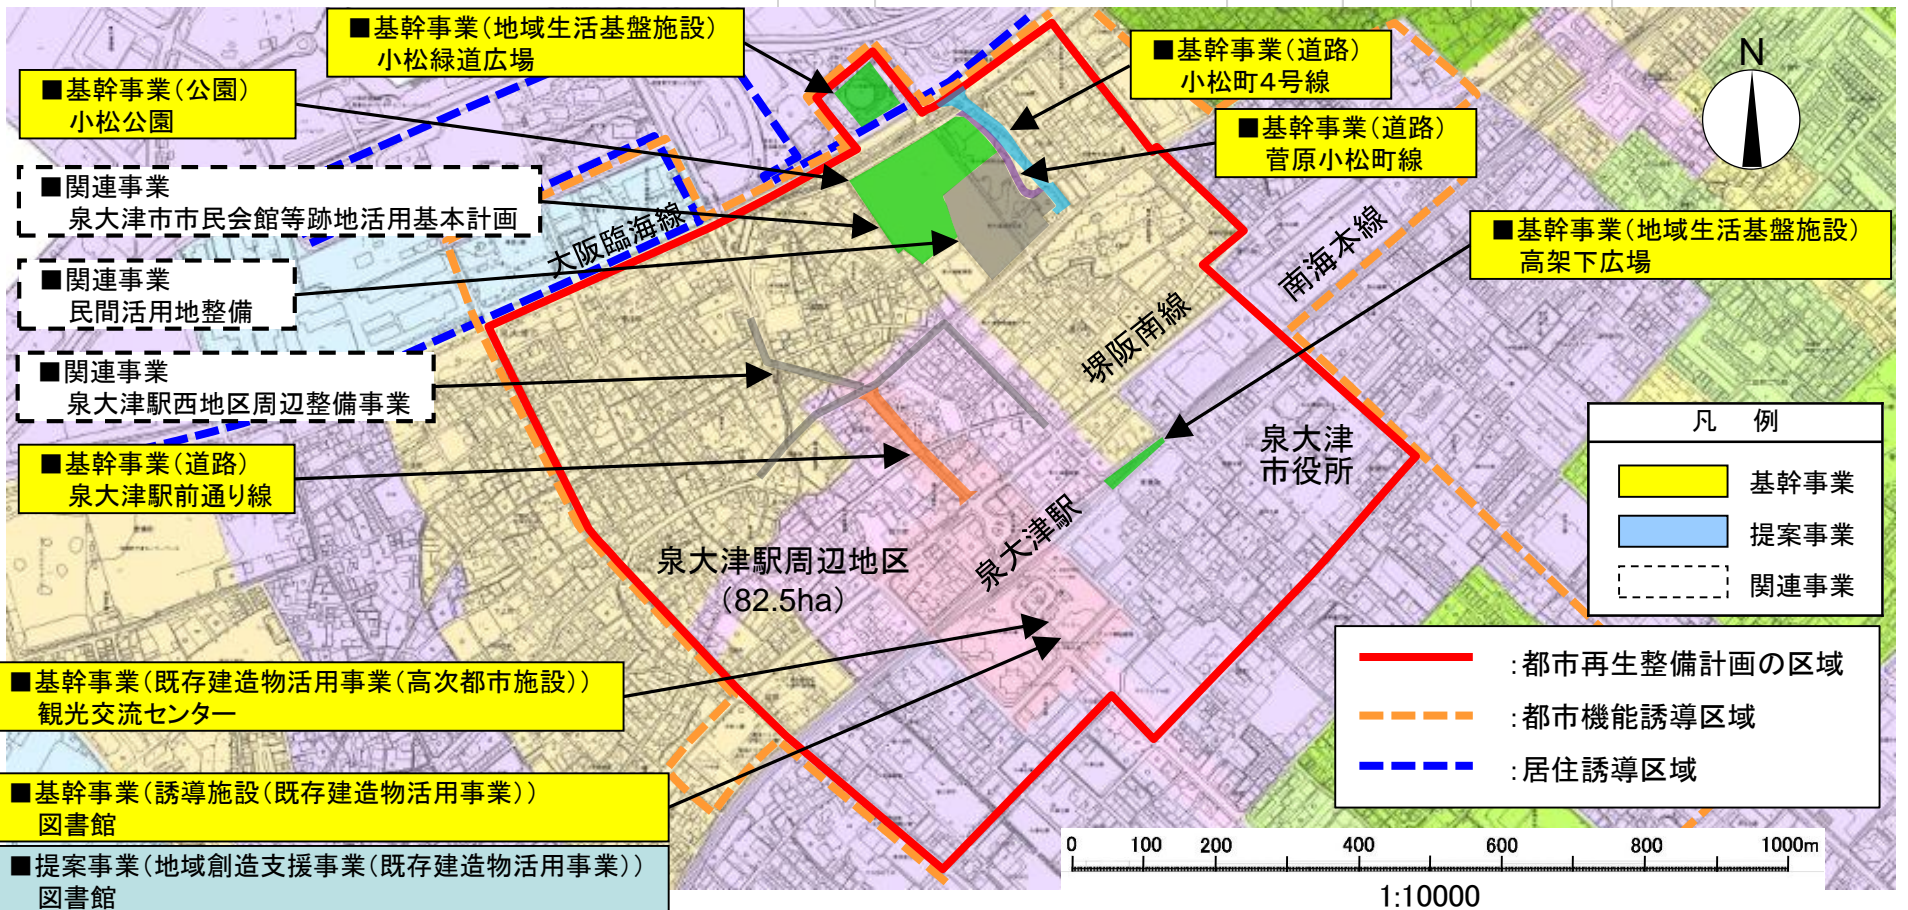 ■基幹事業(地域生活基盤施設)
小松緑道広場
■基幹事業(公園)
小松公園
■関連事業
泉大津市市民会館等跡地活用基本計画
■関連事業
民間活用地整備
■関連事業
泉大津駅西地区周辺整備事業
■基幹事業(道路)
泉大津駅前通り線
■基幹事業(既存建造物活用事業(高次都市施設))
観光交流センター
■基幹事業(誘導施設(既存建造物活用事業))
図書館
■提案事業(地域創造支援事業(既存建造物活用事業))
図書館
■基幹事業(道路)
小松町4号線
■基幹事業(道路)
菅原小松町線
■基幹事業(地域生活基盤施設)
高架下広場
N
大阪臨海線
堺阪南線
南海本線
泉大津
市役所
泉大津駅
泉大津駅周辺地区
(82.5ha)
凡 例
基幹事業
提案事業
関連事業
:都市再生整備計画の区域
:都市機能誘導区域
:居住誘導区域
0 100 200 400 600 800 1000m
1:10000